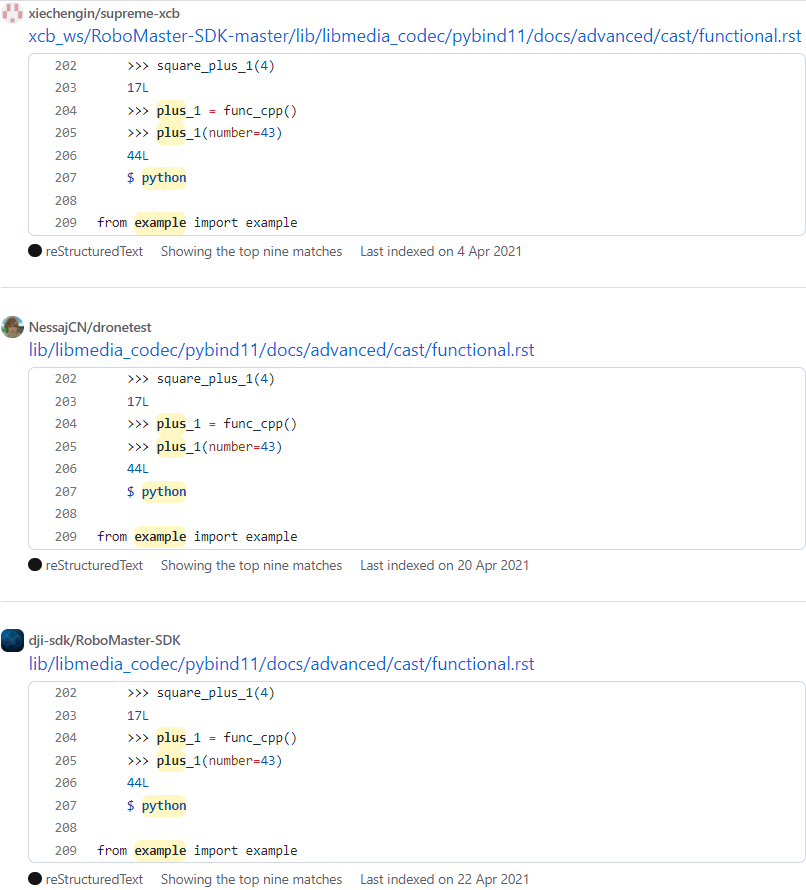 xiechengin/supreme-xcb
xcb_ws/RoboMaster-SDK-master/lib/libmedia_codec/pybind11/docs/advanced/cast/functional.rst
202 >>> square_plus_1(4)
203 17L
204 >>> plus_1 = func_cpp()
205 >>> plus_1(number=43)
206 44L
207 $ python
208
209 from example import example
reStructuredText Showing the top nine matches Last indexed on 4 Apr 2021
NessajCN/dronetest
lib/libmedia_codec/pybind11/docs/advanced/cast/functional.rst
202 >>> square_plus_1(4)
203 17L
204 >>> plus_1 = func_cpp()
205 >>> plus_1(number=43)
206 44L
207 $ python
208
209 from example import example
reStructuredText Showing the top nine matches Last indexed on 20 Apr 2021
dji-sdk/RoboMaster-SDK
lib/libmedia_codec/pybind11/docs/advanced/cast/functional.rst
202 >>> square_plus_1(4)
203 17L
204 >>> plus_1 = func_cpp()
205 >>> plus_1(number=43)
206 44L
207 $ python
208
209 from example import example
reStructuredText Showing the top nine matches Last indexed on 22 Apr 2021